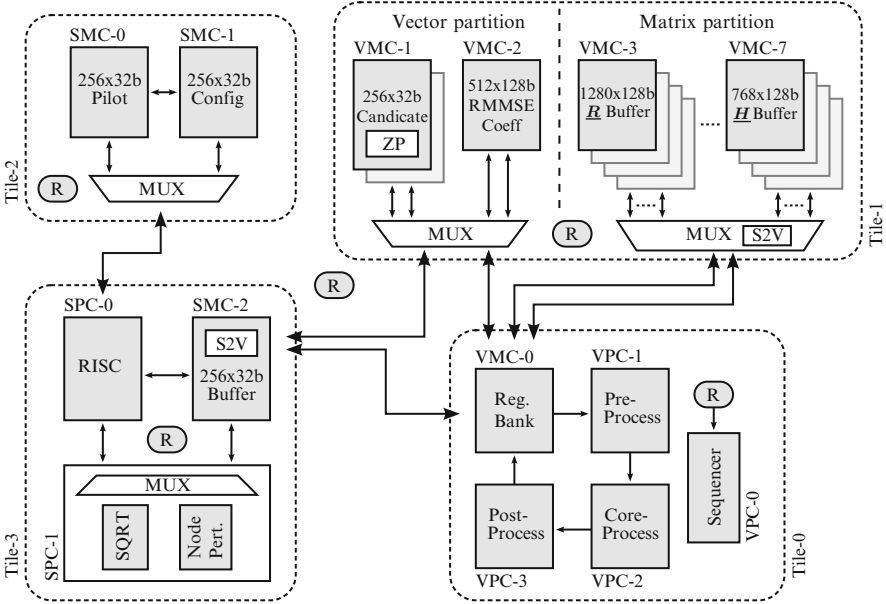 SMC-0
SMC-1
256x32b
Pilot
256x32b
Config
MUX
R
Tile-2
Vector partition
Matrix partition
VMC-1
VMC-2
VMC-3
VMC-7
256x32b
Candicate
ZP
512x128b
RMMSE
Coeff
1280x128b
R Buffer
768x128b
H Buffer
MUX
R
MUX
S2V
Tile-1
R
SPC-0
SMC-2
RISC
S2V
256x32b
Buffer
R
MUX
SQRT
Node
Pert.
SPC-1
Tile-3
VMC-0
VPC-1
Reg.
Bank
Pre-
Process
R
Sequencer
VPC-0
Post-
Process
Core-
Process
VPC-3
VPC-2
Tile-0